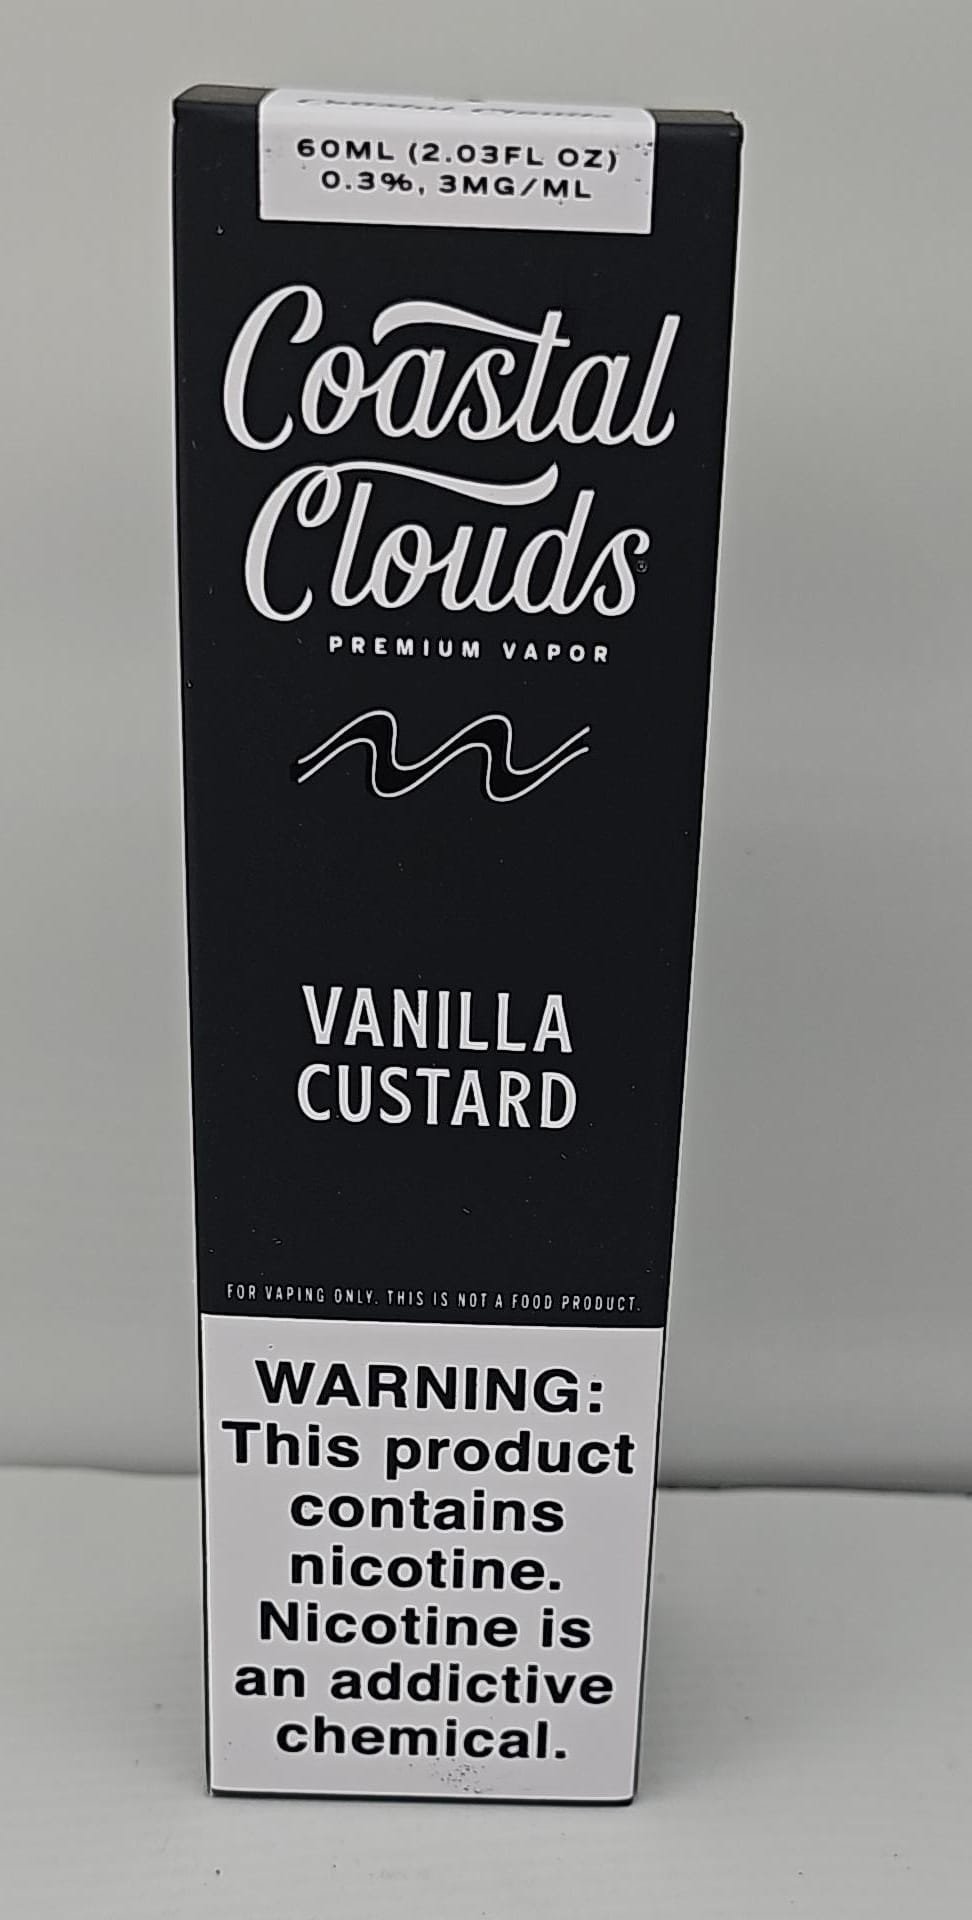 60ML (2.03FL OZ)
0.3%, 3MG/ML
Coastal
Clouds®
PREMIUM VAPOR
VANILLA
CUSTARD
FOR VAPING ONLY. THIS IS NOT A FOOD PRODUCT.
WARNING:
This product
contains
nicotine.
Nicotine is
an addictive
chemical.